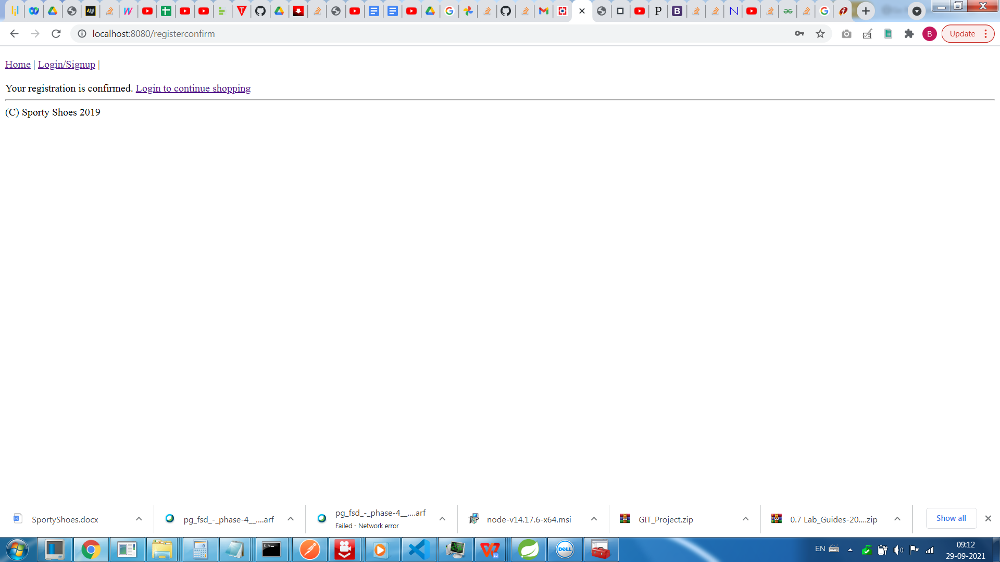 localhost:8080/registerconfirm
B
Update
Home | Login/Signup |
Your registration is confirmed. Login to continue shopping
(C) Sporty Shoes 2019
SportyShoes.docx
pg_fsd_-_phase-4__....arf
pg_fsd_-_phase-4__....arf
Failed - Network error
node-v14.17.6-x64.msi
GIT_Project.zip
0.7 Lab_Guides-20....zip
Show all
DELL
EN
09:12
29-09-2021